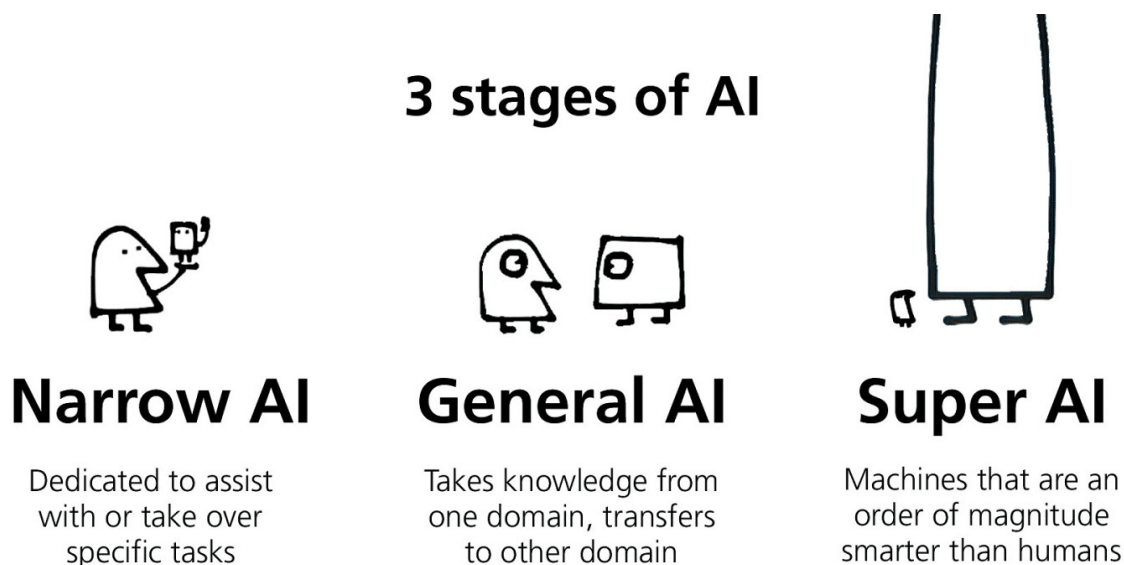 3 stages of AI
Narrow AI
Dedicated to assist
with or take over
specific tasks
General AI
Takes knowledge from
one domain, transfers
to other domain
Super AI
Machines that are an
order of magnitude
smarter than humans